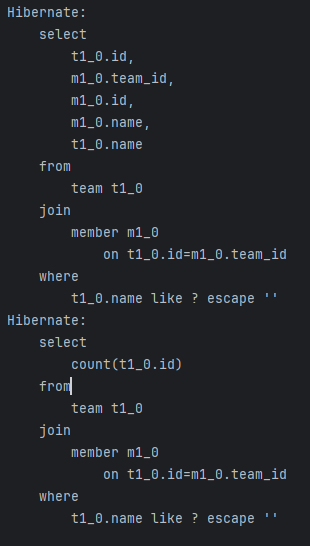 Hibernate:
    select
        t1_0.id,
        m1_0.team_id,
        m1_0.id,
        m1_0.name,
        t1_0.name
    from
        team t1_0
    join
        member m1_0
            on t1_0.id=m1_0.team_id
    where
        t1_0.name like ? escape ''
Hibernate:
    select
        count(t1_0.id)
    from
        team t1_0
    join
        member m1_0
            on t1_0.id=m1_0.team_id
    where
        t1_0.name like ? escape ''